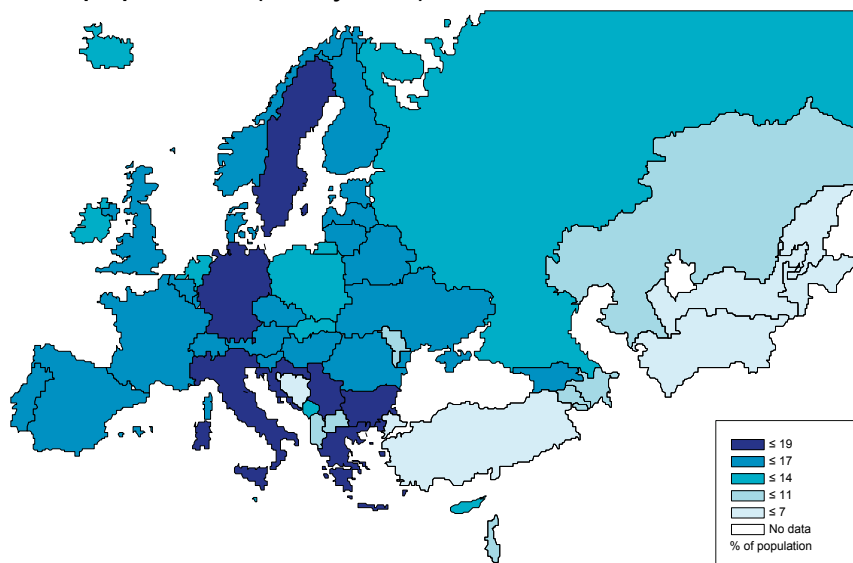 ≤ 19
≤ 17
≤ 14
≤ 11
≤ 7
No data
% of population